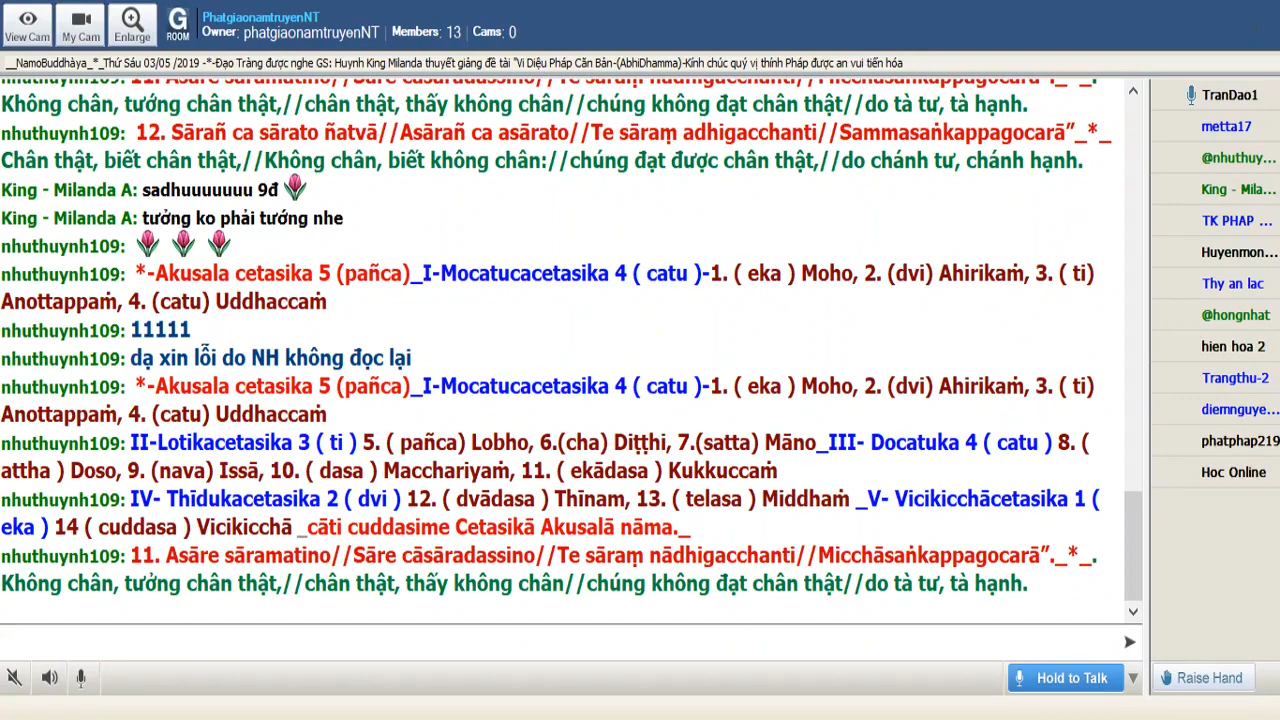 View Cam
My Cam
Enlarge
G
ROOM
PhatgiaonamtruyenNT
Owner: phatgiaonamtruyenNT Members: 13 Cams: 0
__NamoBuddhàya_*_Thứ Sáu 03/05 /2019 -*-Đạo Tràng được nghe GS: Huynh King Milanda thuyết giảng đề tài "Vi Diệu Pháp Căn Bản-(AbhiDhamma)-Kính chúc quý vị thính Pháp được an vui tiến hóa
Không chân, tướng chân thật,//chân thật, thấy không chân//chúng không đạt chân thật//do tà tư, tà hạnh.
nhuthuynh109: 12. Sārañ ca sārato ñatvā//Asārañ ca asārato//Te sāraṃ adhigacchanti//Sammasaṅkappagocarā”_*_
Chân thật, biết chân thật,//Không chân, biết không chân://chúng đạt được chân thật,//do chánh tư, chánh hạnh.
King - Milanda A: sadhuuuuuuu 9đ
King - Milanda A: tưởng ko phải tướng nhe
nhuthuynh109:
nhuthuynh109: *-Akusala cetasika 5 (pañca)_I-Mocatucacetasika 4 ( catu )-1. ( eka ) Moho, 2. (dvi) Ahirikaṁ, 3. ( ti)
Anottappaṁ, 4. (catu) Uddhaccaṁ
nhuthuynh109: 11111
nhuthuynh109: dạ xin lỗi do NH không đọc lại
nhuthuynh109: *-Akusala cetasika 5 (pañca)_I-Mocatucacetasika 4 ( catu )-1. ( eka ) Moho, 2. (dvi) Ahirikaṁ, 3. ( ti)
Anottappaṁ, 4. (catu) Uddhaccaṁ
nhuthuynh109: II-Lotikacetasika 3 ( ti ) 5. ( pañca) Lobho, 6.(cha) Diṭṭhi, 7.(satta) Māno_III- Docatuka 4 ( catu ) 8. (
attha ) Doso, 9. (nava) Issā, 10. ( dasa ) Macchariyaṁ, 11. ( ekādasa ) Kukkuccaṁ
nhuthuynh109: IV- Thīdukacetasika 2 ( dvi ) 12. ( dvādasa ) Thīnam, 13. ( telasa ) Middhaṁ _V- Vicikicchācetasika 1 (
eka ) 14 ( cuddasa ) Vicikicchā _cāti cuddasime Cetasikā Akusalā nāma._
nhuthuynh109: 11. Asāre sāramatino//Sāre cāsāradassino//Te sāraṃ nādhigacchanti//Micchāsaṅkappagocarā”._*_.
Không chân, tưởng chân thật,//chân thật, thấy không chân//chúng không đạt chân thật//do tà tư, tà hạnh.
TranDao1
metta17
@nhuthuy...
King - Mila...
TK PHAP ...
Huyenmon...
Thy an lac
@hongnhat
hien hoa 2
Trangthu-2
diemnguye...
phatphap219
Hoc Online
Hold to Talk
Raise Hand